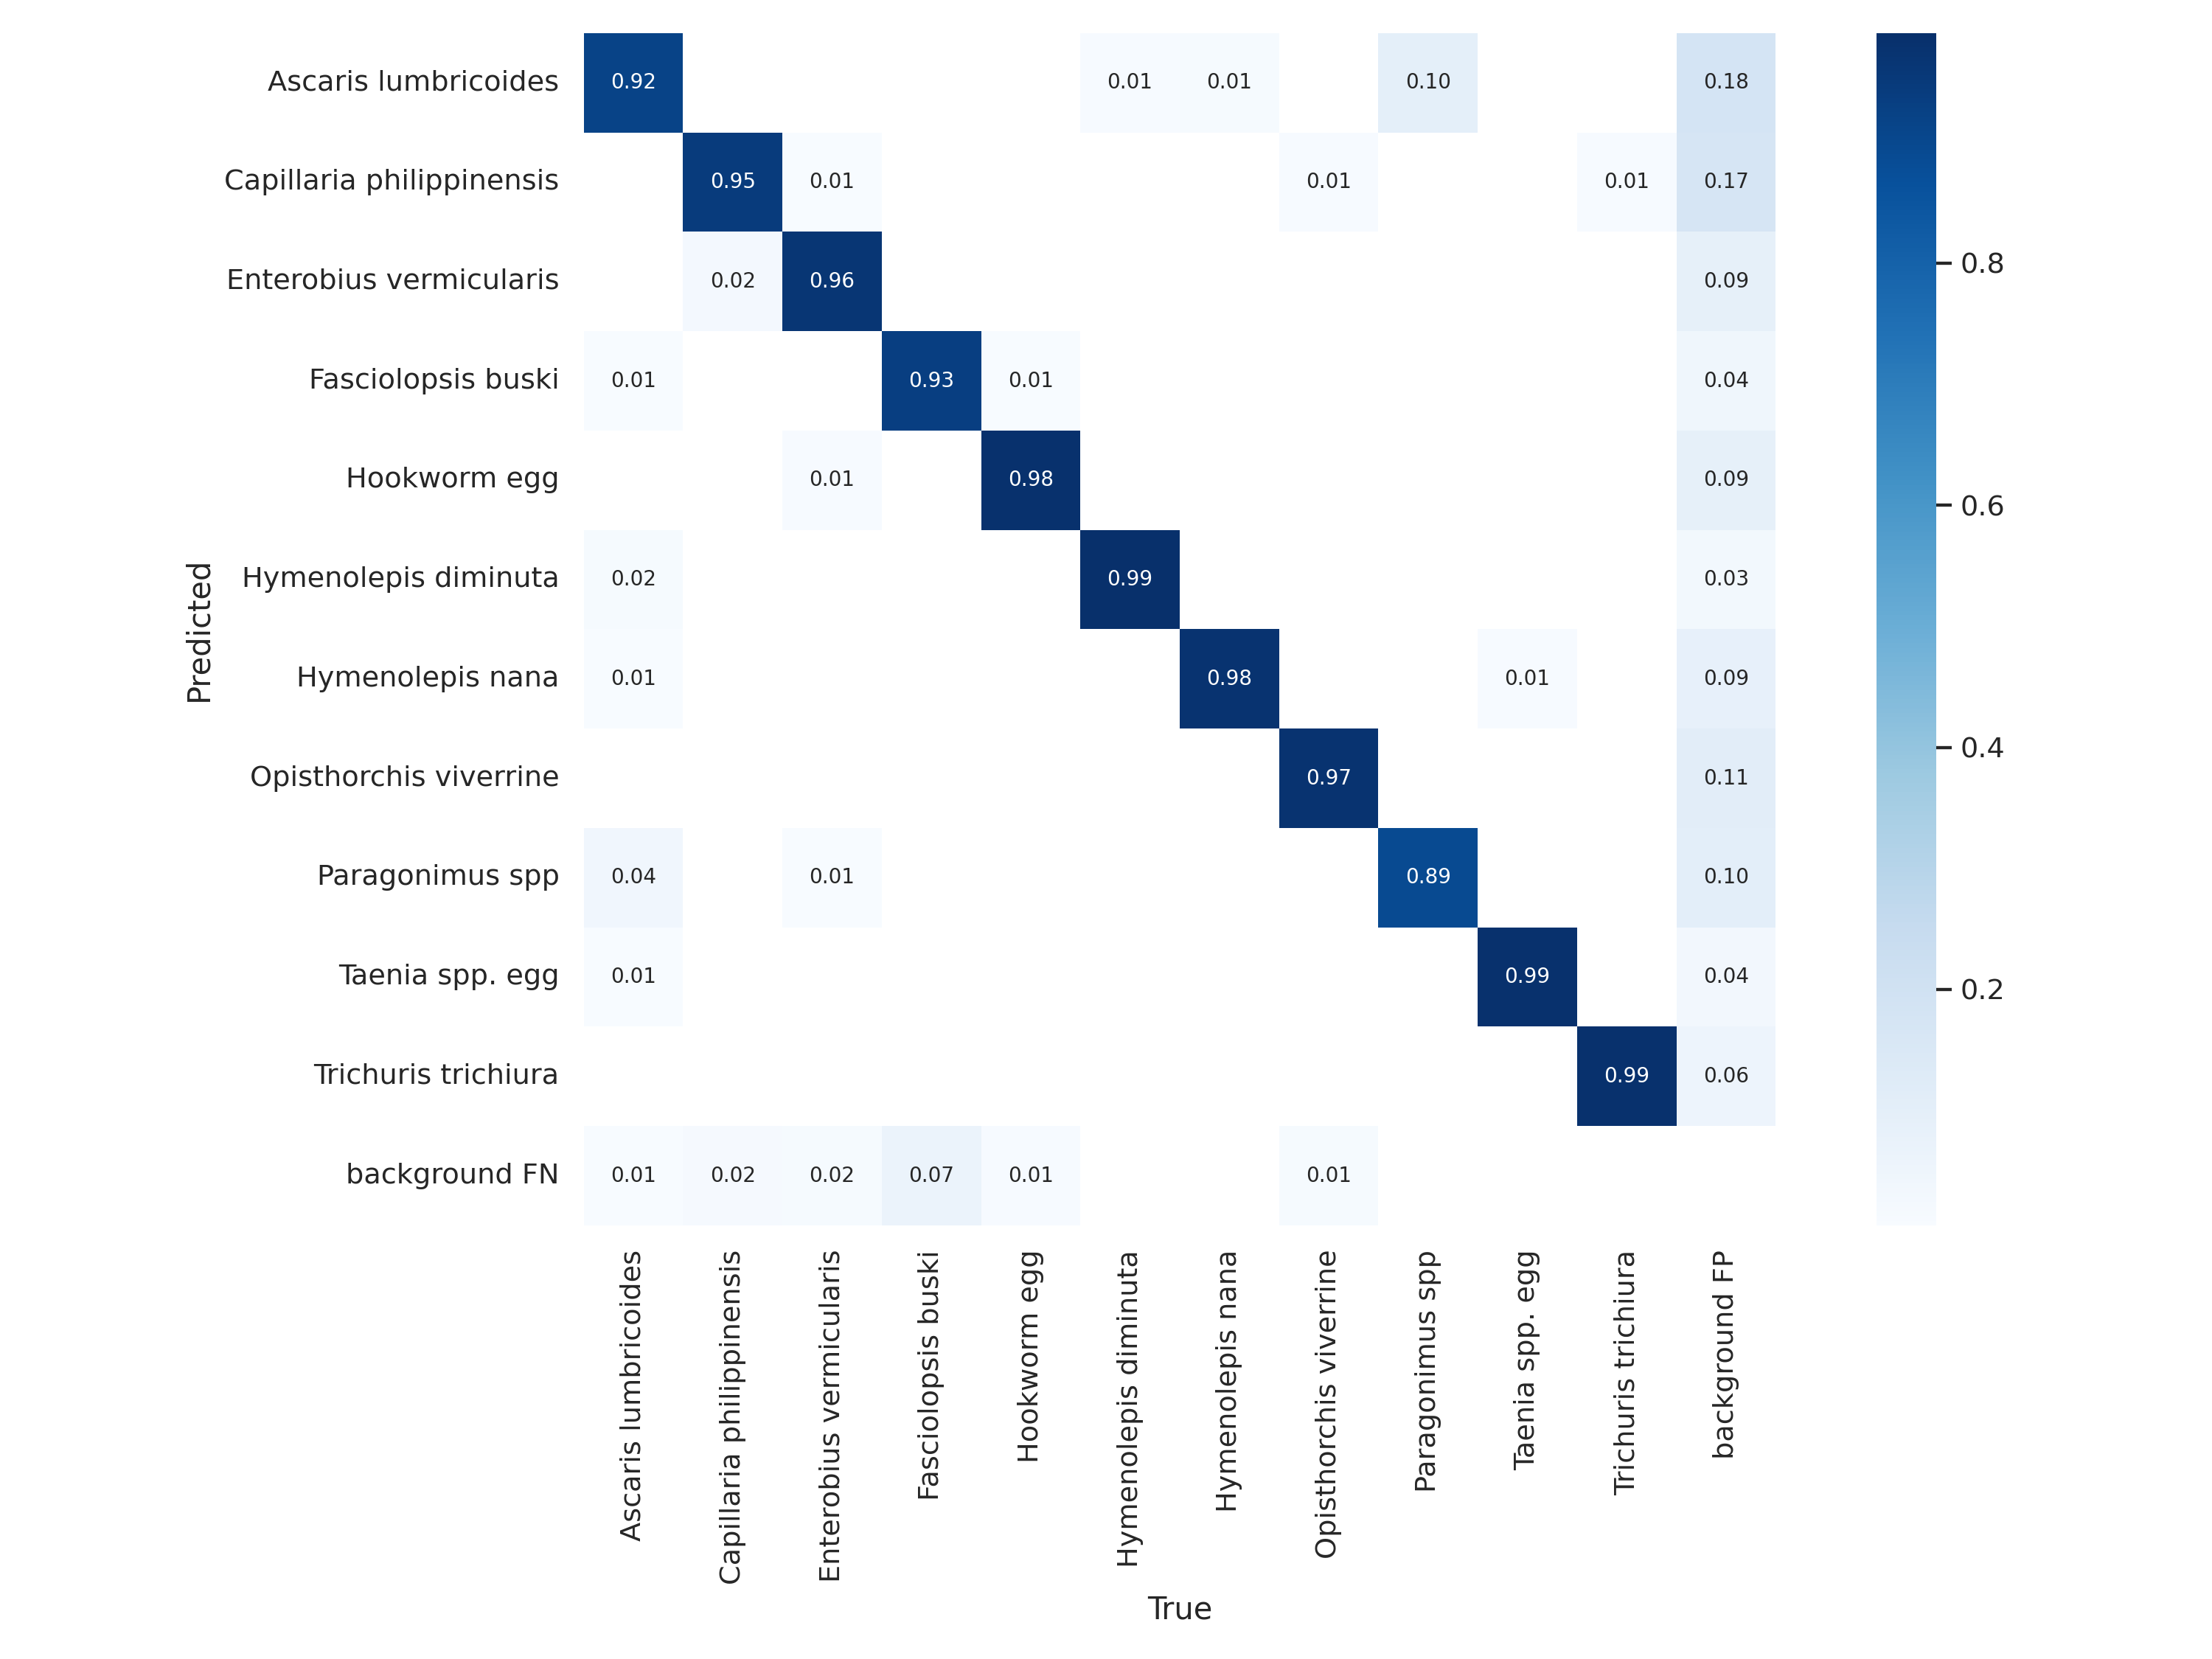 Ascaris lumbricoides 0.92 0.01 0.01 0.10 0.18
Capillaria philippinensis 0.95 0.01 0.01 0.01 0.17
Enterobius vermicularis 0.02 0.96 0.09
0.8
Fasciolopsis buski 0.01 0.93 0.01 0.04
Hookworm egg 0.01 0.98 0.09
0.6
Hymenolepis diminuta 0.02 0.99 0.03
Predicted
Hymenolepis nana 0.01 0.98 0.01 0.09
0.4
Opisthorchis viverrine 0.97 0.11
Paragonimus spp 0.04 0.01 0.89 0.10
Taenia spp. egg 0.01 0.99 0.04
0.2
Trichuris trichiura 0.99 0.06
background FN 0.01 0.02 0.02 0.07 0.01 0.01
Ascaris lumbricoides
Capillaria philippinensis
Enterobius vermicularis
Fasciolopsis buski
Hookworm egg
Hymenolepis diminuta
Hymenolepis nana
Opisthorchis viverrine
Paragonimus spp
Taenia spp. egg
Trichuris trichiura
background FP
True